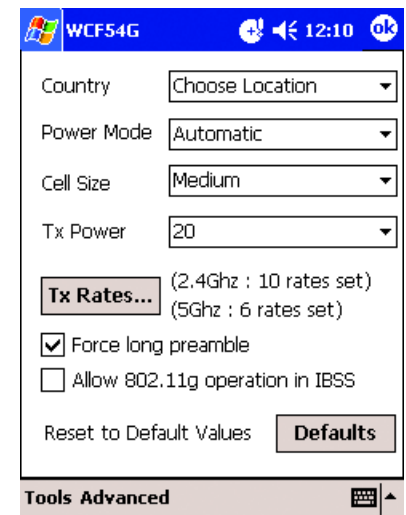 WCF54G 12:10 ok
Country Choose Location
Power Mode Automatic
Cell Size Medium
Tx Power 20
Tx Rates... (2.4Ghz : 10 rates set)
(5Ghz : 6 rates set)
Force long preamble
Allow 802.11g operation in IBSS
Reset to Default Values Defaults
Tools Advanced